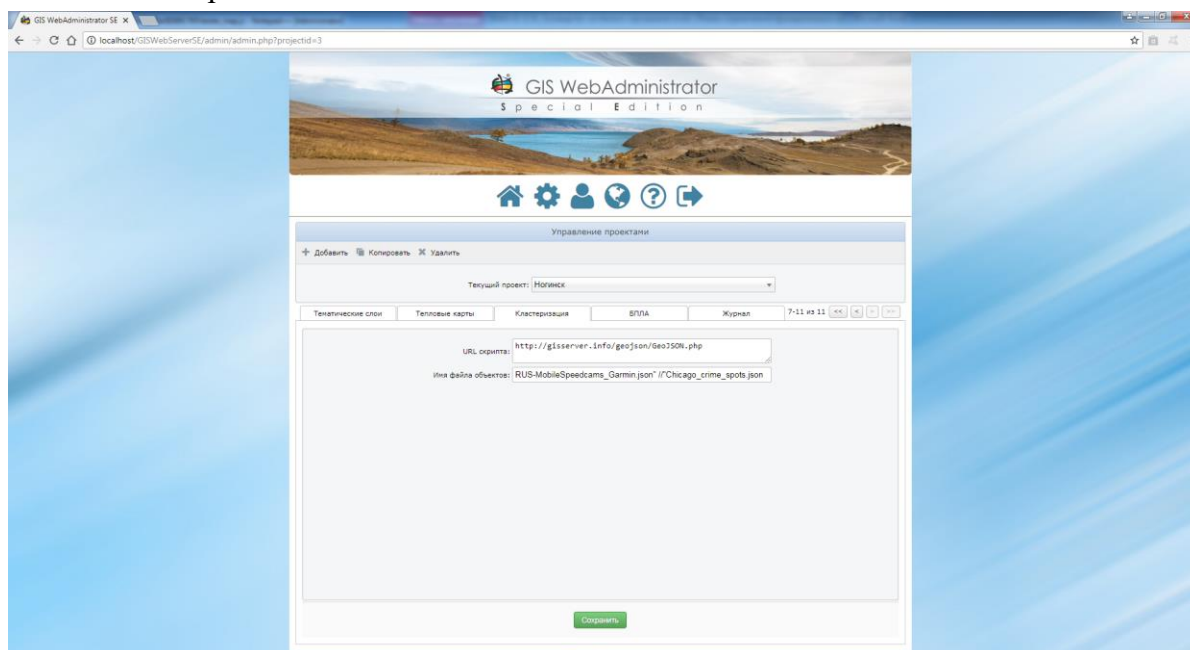 GIS WebAdministrator SE
localhost/GISWebServerSE/admin/admin.php?projectid=3
GIS WebAdministrator
Special Edition
Управление проектами
Добавить Копировать Удалить
Текущий проект: Ногинск
Тематические слои Тепловые карты Кластеризация БПЛА Журнал 7-11 из 11 << < > >>
URL скрипта: http://gisserver.info/geojson/GeoJSON.php
Имя файла объектов: RUS-MobileSpeedcams_Garmin.json" //"Chicago_crime_spots.json
Сохранить